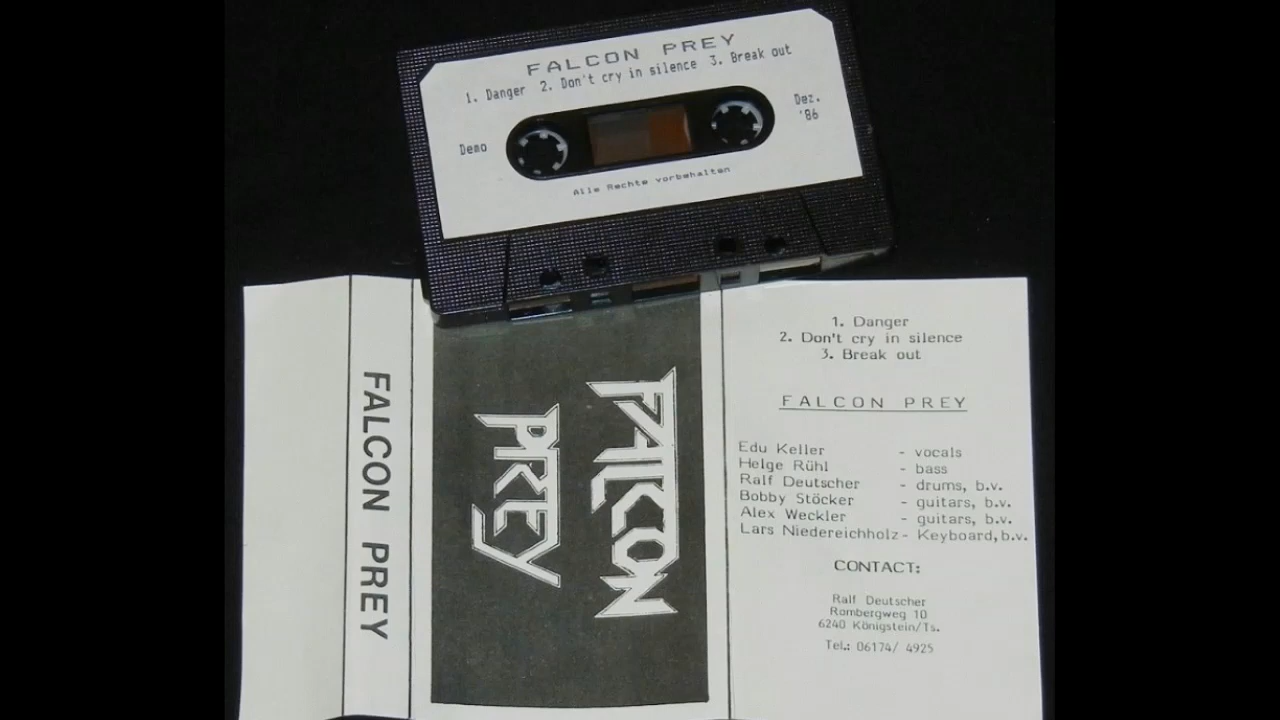 FALCON PREY
1. Danger 2. Don't cry in silence 3. Break out
Demo
Dez.
'86
Alle Rechte vorbehalten
FALCON PREY
FALCON
PREY
1. Danger
2. Don't cry in silence
3. Break out
FALCON PREY
Edu Keller - vocals
Helge Rühl - bass
Ralf Deutscher - drums, b.v.
Bobby Stöcker - guitars, b.v.
Alex Weckler - guitars, b.v.
Lars Niedereichholz - Keyboard, b.v.
CONTACT:
Ralf Deutscher
Rombergweg 10
6240 Königstein/Ts.
Tel.: 06174/ 4925